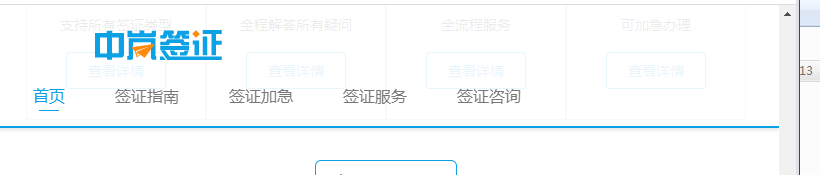 支持所有签证类型 全程解答所有疑问 全流程服务 可加急办理
中岚签证
查看详情 查看详情 查看详情 查看详情
13
首页 签证指南 签证加急 签证服务 签证咨询